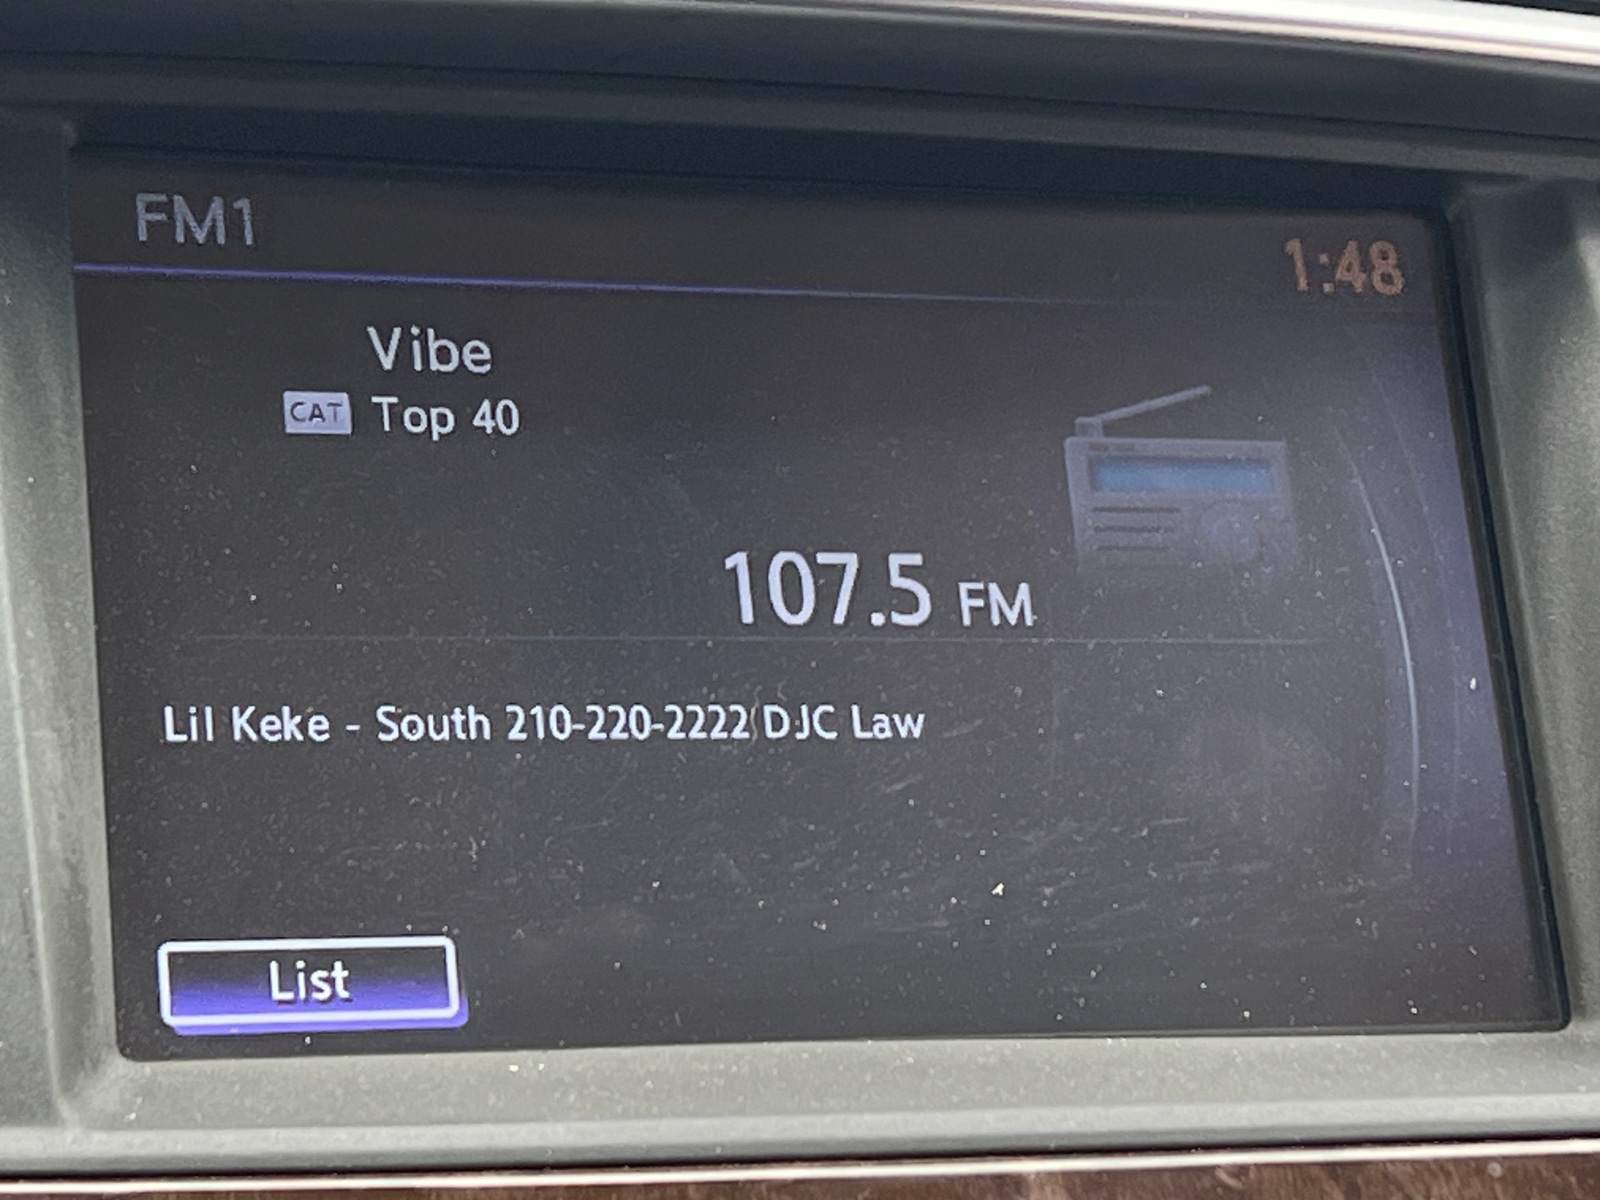 FM1
1:48
Vibe
CAT Top 40
107.5 FM
Lil Keke - South 210-220-2222 DJC Law
List